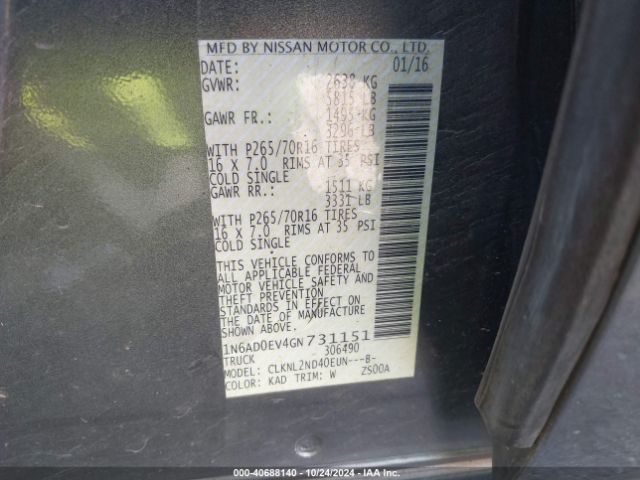 MFD BY NISSAN MOTOR CO., LTD.
DATE: 01/16
GVWR: 2638 KG
5815 LB
GAWR FR.: 1495 KG
3296 LB
WITH P265/70R16 TIRES
16 X 7.0 RIMS AT 35 PSI
COLD SINGLE
GAWR RR.: 1511 KG
3331 LB
WITH P265/70R16 TIRES
16 X 7.0 RIMS AT 35 PSI
COLD SINGLE
THIS VEHICLE CONFORMS TO
ALL APPLICABLE FEDERAL
MOTOR VEHICLE SAFETY AND
THEFT PREVENTION
STANDARDS IN EFFECT ON
THE DATE OF MANUFACTURE
SHOWN ABOVE.
1N6AD0EV4GN731151
TRUCK 306490
MODEL: CLKNL2ND40EUN---B-
COLOR: KAD TRIM: W ZS00A
000-40688140 - 10/24/2024 - IAA Inc.